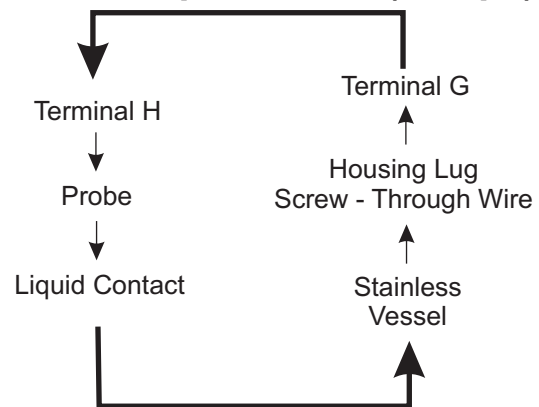 Terminal H
Probe
Liquid Contact
Terminal G
Housing Lug
Screw - Through Wire
Stainless
Vessel